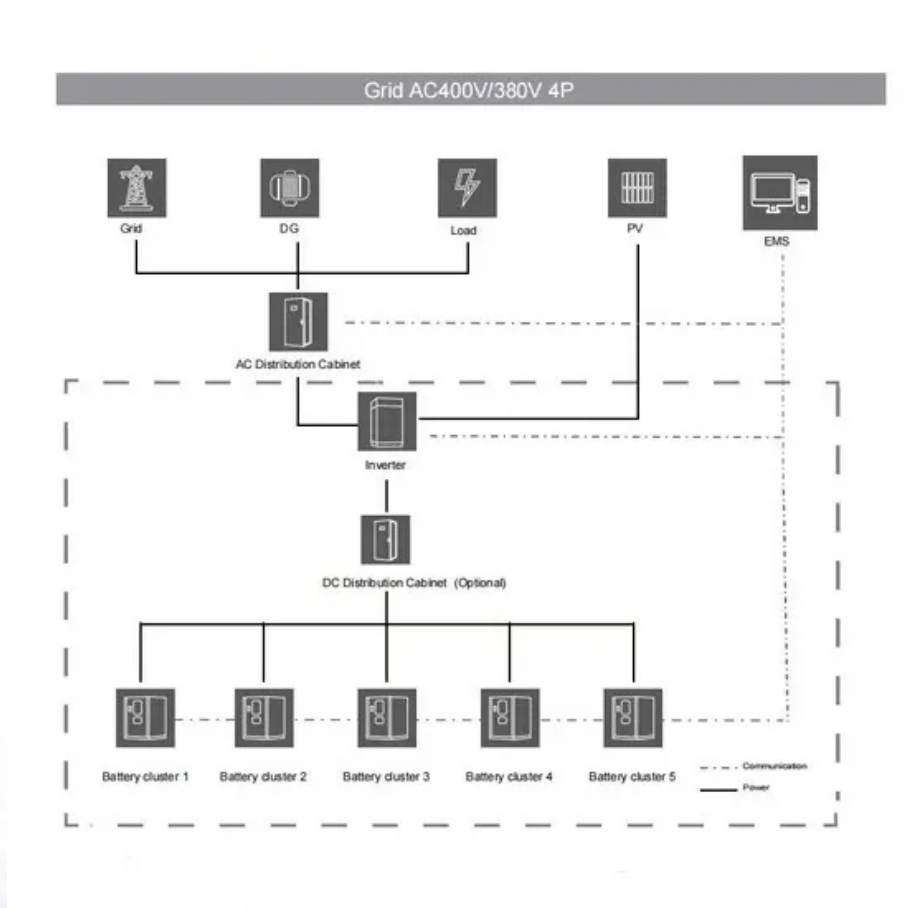 Grid AC400V/380V 4P
Grid
DG
Load
PV
EMS
AC Distribution Cabinet
Inverter
DC Distribution Cabinet (Optional)
Battery cluster 1
Battery cluster 2
Battery cluster 3
Battery cluster 4
Battery cluster 5
Communication
Power